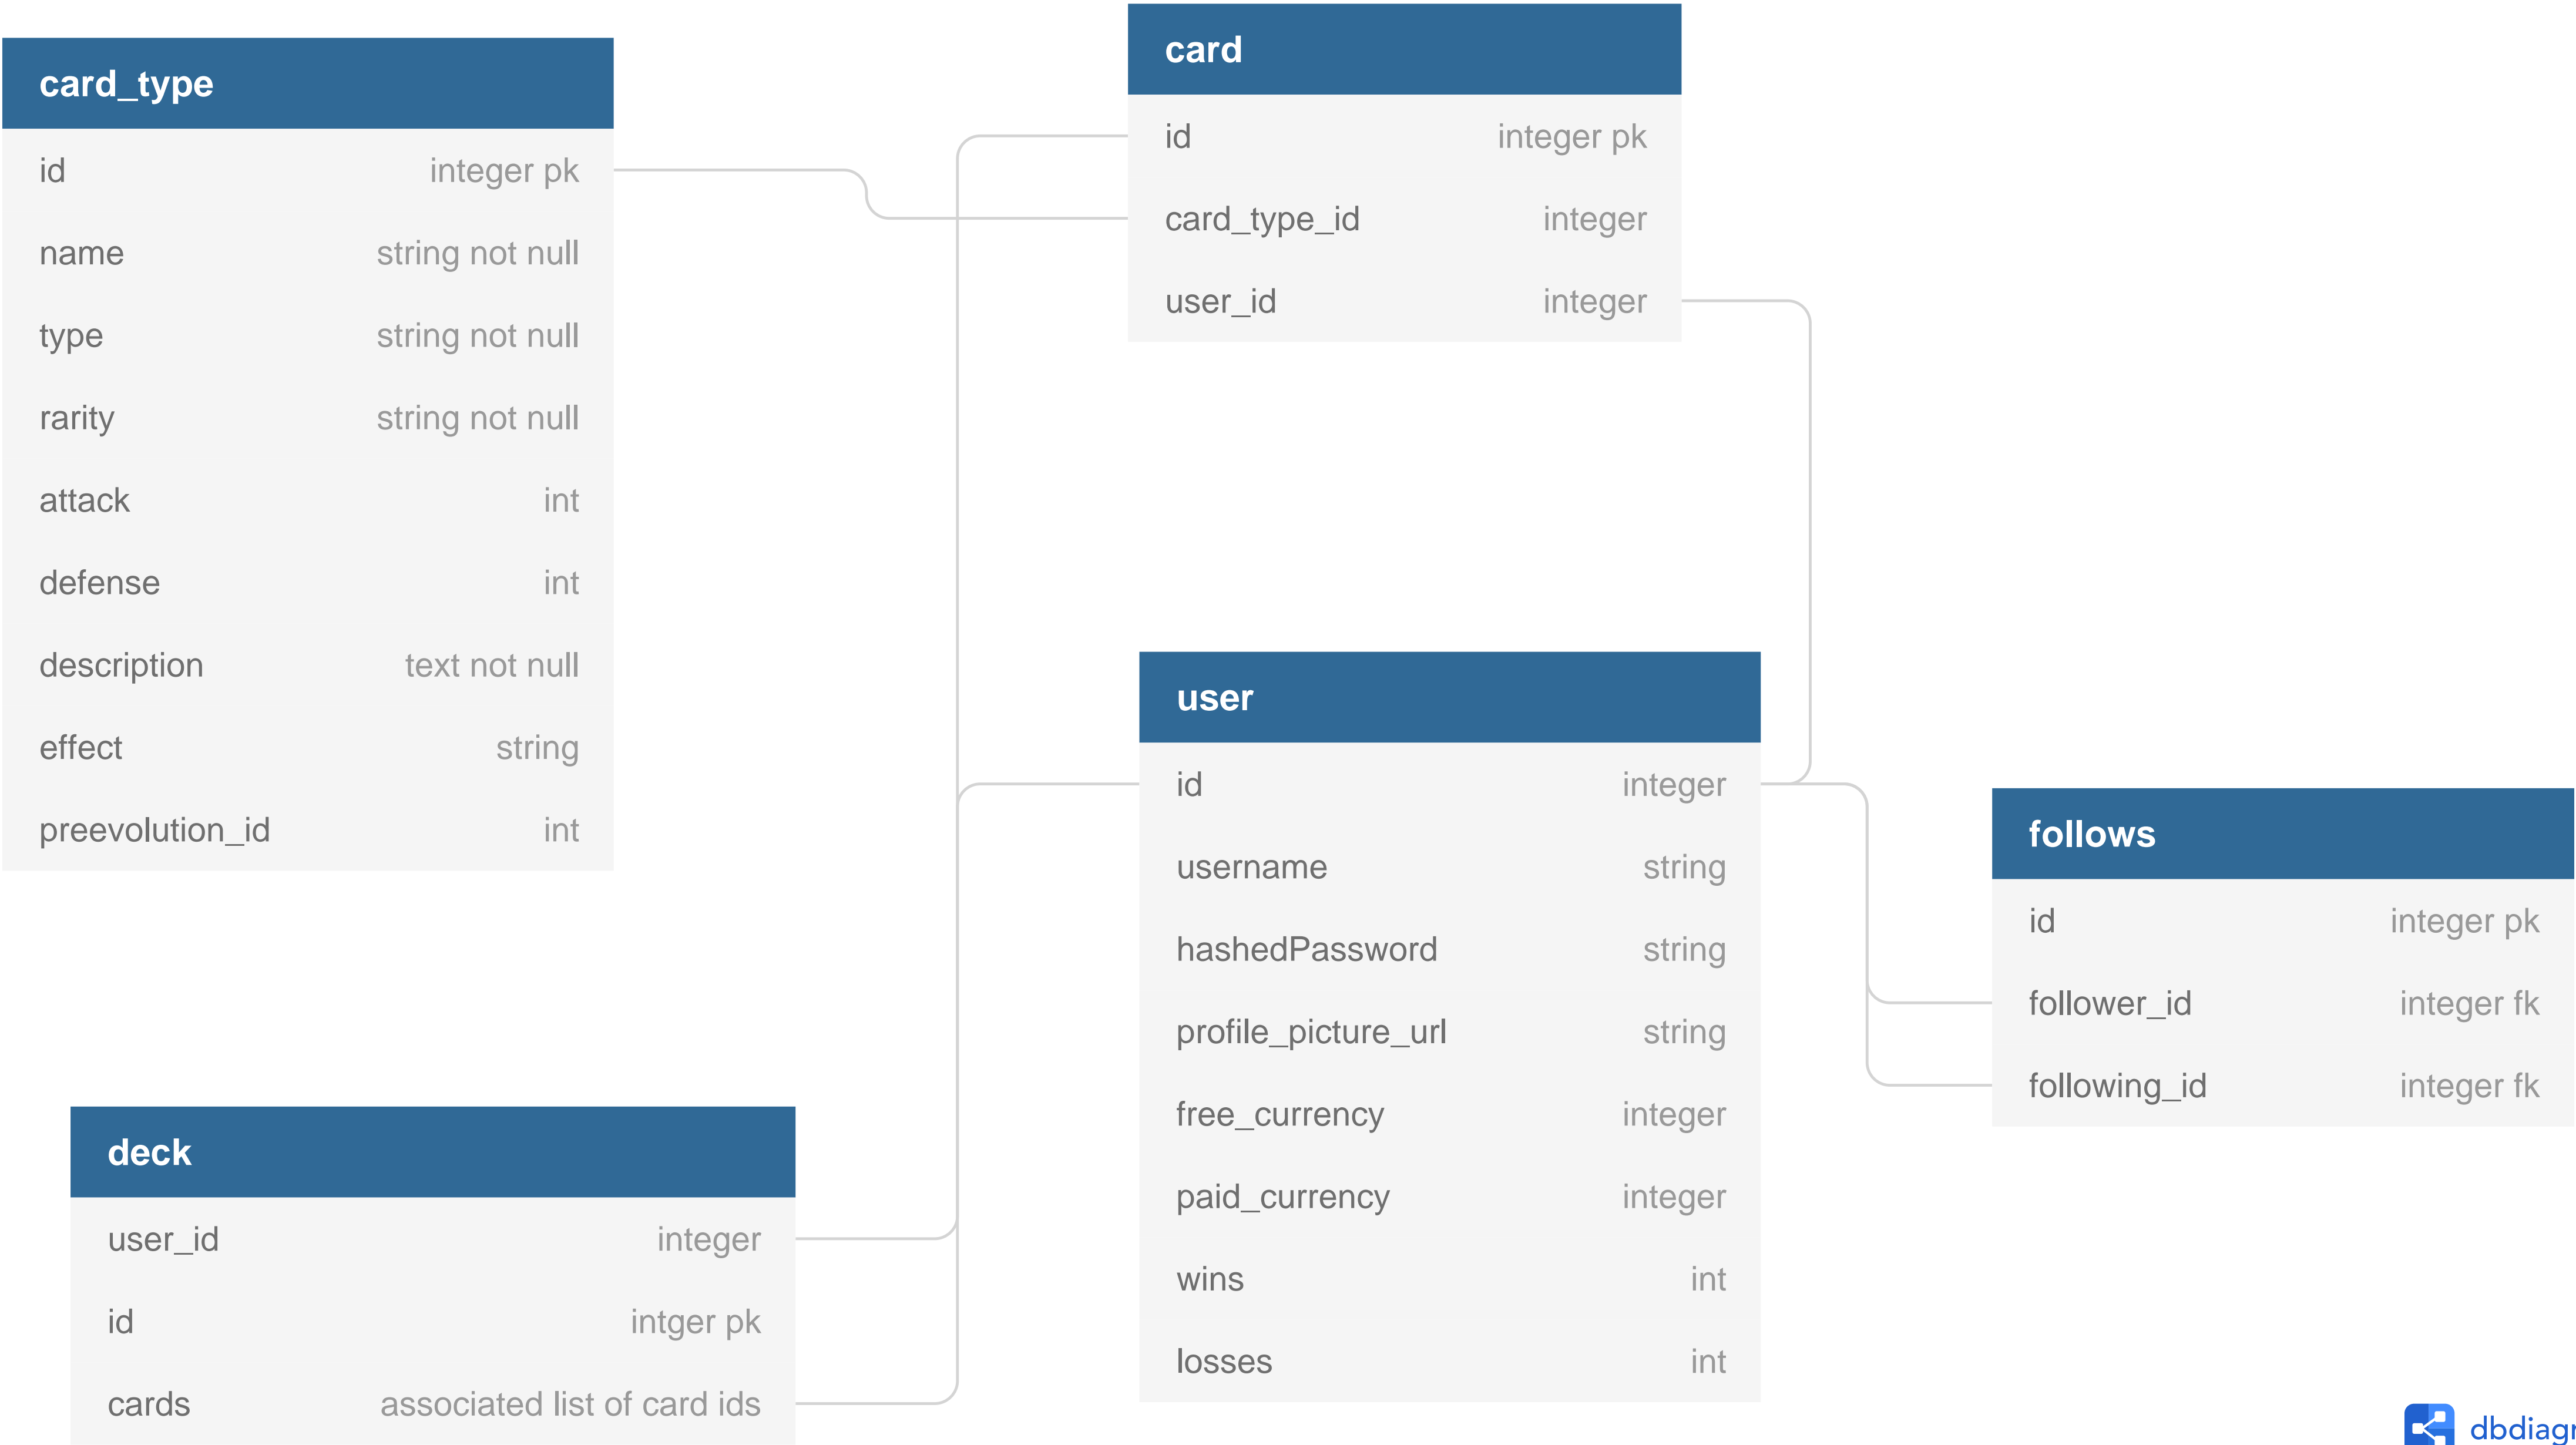 card_type
id integer pk
name string not null
type string not null
rarity string not null
attack int
defense int
description text not null
effect string
preevolution_id int
card
id integer pk
card_type_id integer
user_id integer
user
id integer
username string
hashedPassword string
profile_picture_url string
free_currency integer
paid_currency integer
wins int
losses int
follows
id integer pk
follower_id integer fk
following_id integer fk
deck
user_id integer
id intger pk
cards associated list of card ids